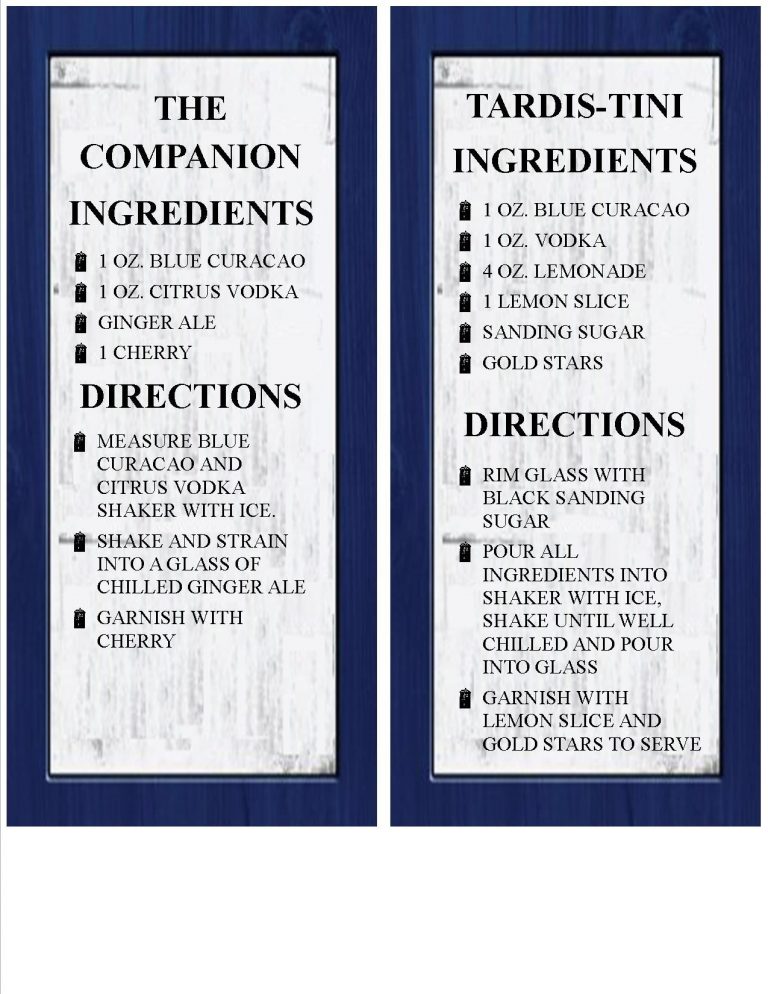 THE
COMPANION
INGREDIENTS
1 OZ. BLUE CURACAO
1 OZ. CITRUS VODKA
GINGER ALE
1 CHERRY
DIRECTIONS
MEASURE BLUE
CURACAO AND
CITRUS VODKA
SHAKER WITH ICE.
SHAKE AND STRAIN
INTO A GLASS OF
CHILLED GINGER ALE
GARNISH WITH
CHERRY
TARDIS-TINI
INGREDIENTS
1 OZ. BLUE CURACAO
1 OZ. VODKA
4 OZ. LEMONADE
1 LEMON SLICE
SANDING SUGAR
GOLD STARS
DIRECTIONS
RIM GLASS WITH
BLACK SANDING
SUGAR
POUR ALL
INGREDIENTS INTO
SHAKER WITH ICE,
SHAKE UNTIL WELL
CHILLED AND POUR
INTO GLASS
GARNISH WITH
LEMON SLICE AND
GOLD STARS TO SERVE